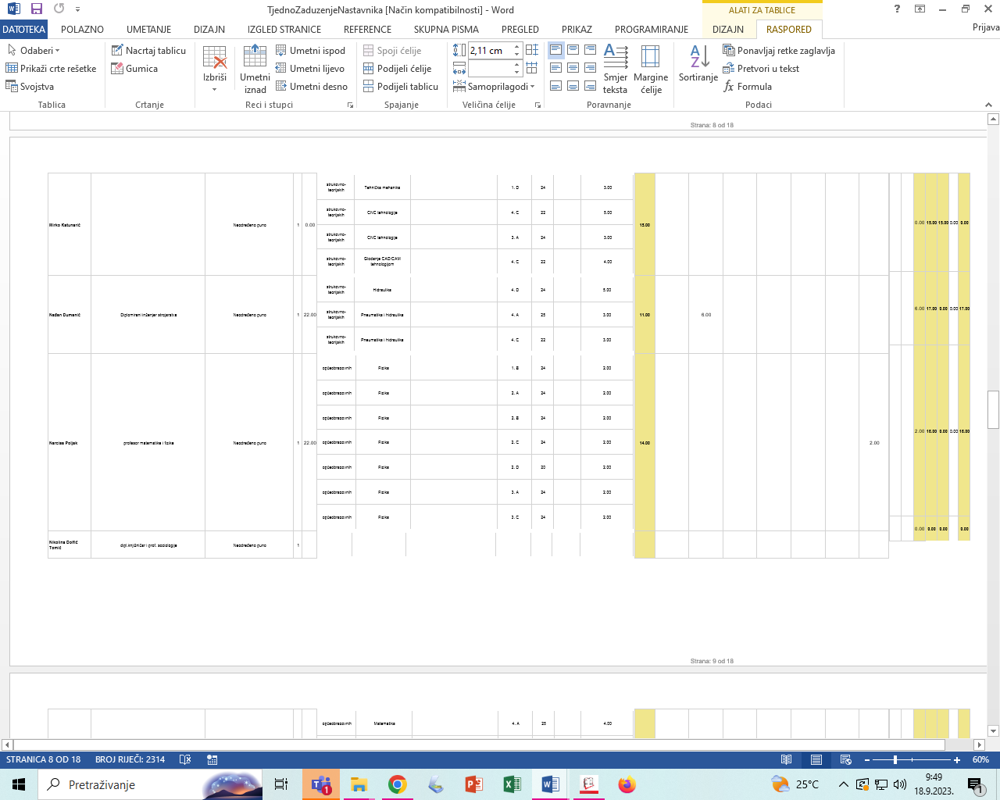 TjednoZaduzenjeNastavnika [Način kompatibilnosti] - Word
ALATI ZA TABLICE
DATOTEKA POLAZNO UMETANJE DIZAJN IZGLED STRANICE REFERENCE SKUPNA PISMA PREGLED PRIKAZ PROGRAMIRANJE DIZAJN RASPORED Prijava
Odaberi
Prikaži crte rešetke
Svojstva
Tablica
Nacrtaj tablicu
Gumica
Crtanje
Izbriši
Umetni iznad
Umetni ispod
Umetni lijevo
Umetni desno
Reci i stupci
Spoji ćelije
Podijeli ćelije
Podijeli tablicu
Spajanje
2,11 cm
Samoprilagodi
Veličina ćelije
Smjer teksta
Margine ćelije
Poravnanje
Sortiranje
Ponavljaj retke zaglavlja
Pretvori u tekst
Formula
Podaci
Strana: 8 od 18
Mirko Katunarić Neodređeno puno 1 0.00
strukovno-teorijskih Tehnička mehanika 1. D 24 3.00
strukovno-teorijskih CNC tehnologije 4. C 22 5.00
strukovno-teorijskih CNC tehnologije 3. A 24 3.00
strukovno-teorijskih Glodanje CAD/CAM tehnologijom 4. C 22 4.00
15.00
0.00 15.00 15.00 0.00 0.00
Nađan Dumanić Diplomirani inženjer strojarstva Neodređeno puno 1 22.00
strukovno-teorijskih Hidraulika 4. D 24 5.00
strukovno-teorijskih Pneumatika i hidraulika 4. A 25 3.00
strukovno-teorijskih Pneumatika i hidraulika 4. C 22 3.00
11.00 6.00
6.00 17.00 0.00 0.00 17.00
Narcisa Poljak profesor matematike i fizike Neodređeno puno 1 22.00
općeobrazovnih Fizika 1. B 24 2.00
općeobrazovnih Fizika 2. A 24 2.00
općeobrazovnih Fizika 2. B 24 2.00
općeobrazovnih Fizika 2. C 24 2.00
općeobrazovnih Fizika 2. D 20 2.00
općeobrazovnih Fizika 3. A 24 2.00
općeobrazovnih Fizika 3. C 24 2.00
14.00 2.00
2.00 16.00 0.00 0.00 16.00
Nikolina Dolfić Tomić dipl.knjižničar i prof. sociologije Neodređeno puno 1
0.00 0.00 0.00 0.00
Strana: 9 od 18
općeobrazovnih Matematika 4. A 25 4.00
STRANICA 8 OD 18 BROJ RIJEČI: 2314 60%
Pretraživanje
25°C
9:49
18.9.2023.